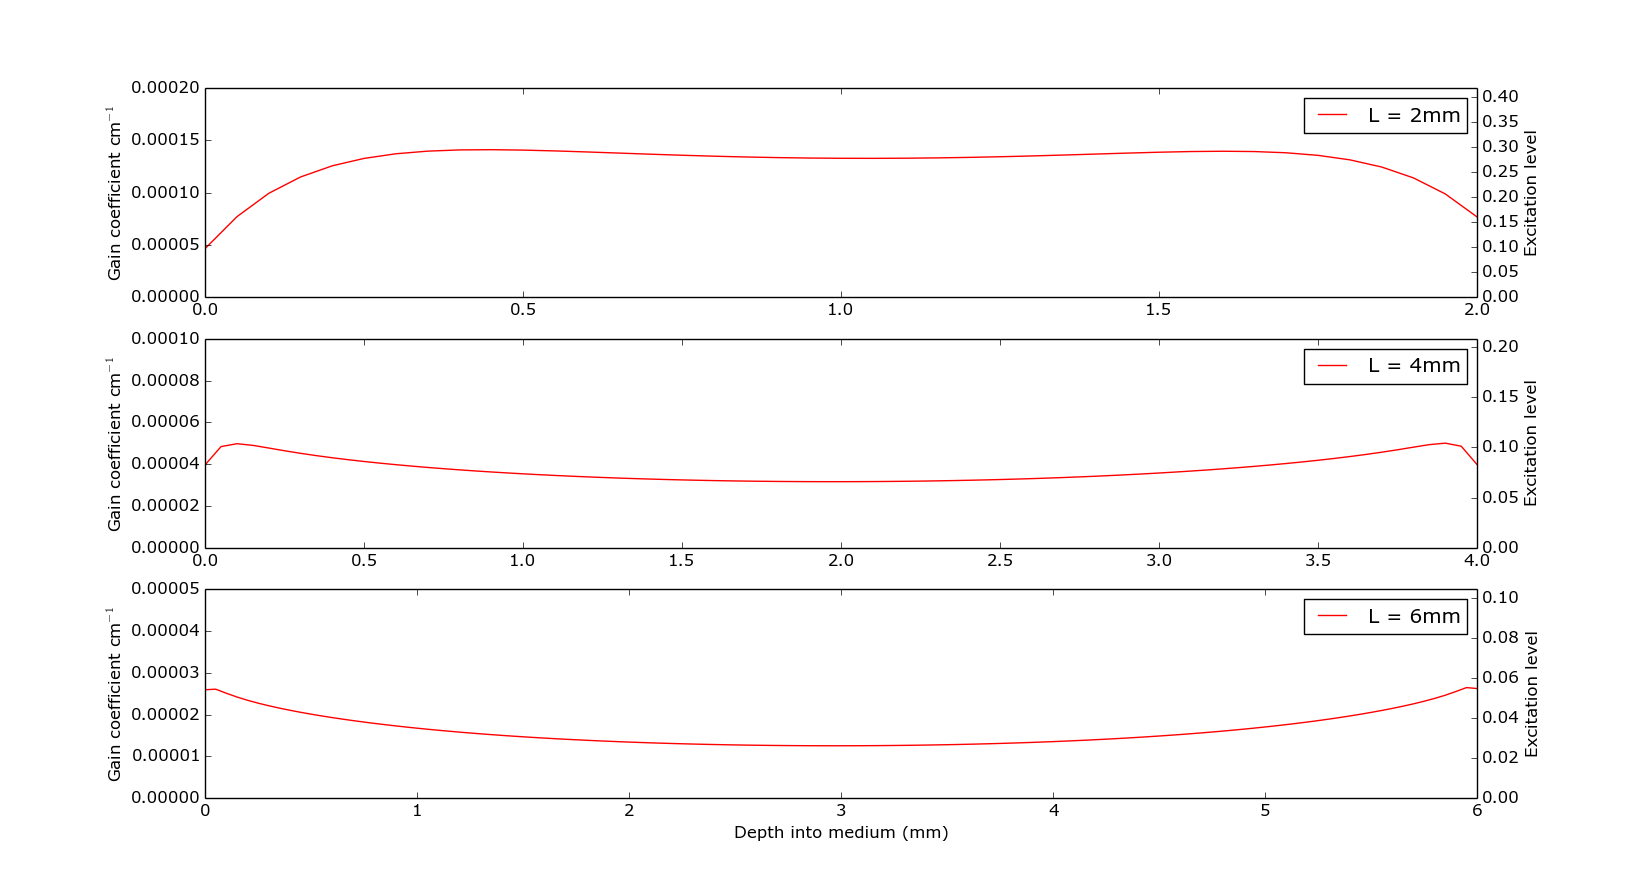 0.00020
0.00015
0.00010
0.00005
0.00000
Gain coefficient cm⁻¹
L = 2mm
0.40
0.35
0.30
0.25
0.20
0.15
0.10
0.05
0.00
Excitation level
0.0 0.5 1.0 1.5 2.0
0.00010
0.00008
0.00006
0.00004
0.00002
0.00000
Gain coefficient cm⁻¹
L = 4mm
0.20
0.15
0.10
0.05
0.00
Excitation level
0.0 0.5 1.0 1.5 2.0 2.5 3.0 3.5 4.0
0.00005
0.00004
0.00003
0.00002
0.00001
0.00000
Gain coefficient cm⁻¹
L = 6mm
0.10
0.08
0.06
0.04
0.02
0.00
Excitation level
0 1 2 3 4 5 6
Depth into medium (mm)